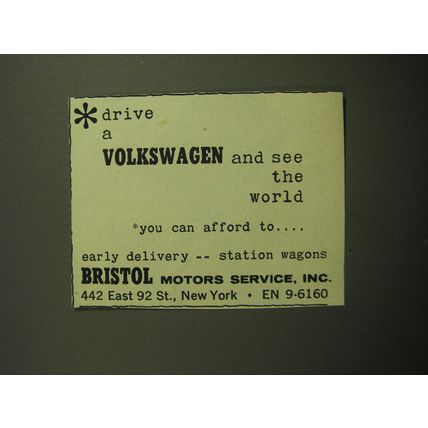 * drive
a
VOLKSWAGEN and see
the
world
*you can afford to....
early delivery -- station wagons
BRISTOL MOTORS SERVICE, INC.
442 East 92 St., New York • EN 9-6160